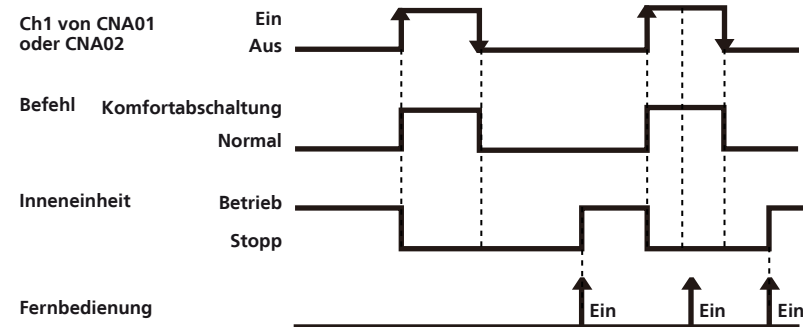 Ch1 von CNA01
oder CNA02
Ein
Aus
Befehl
Komfortabschaltung
Normal
Inneneinheit
Betrieb
Stopp
Fernbedienung
Ein
Ein
Ein